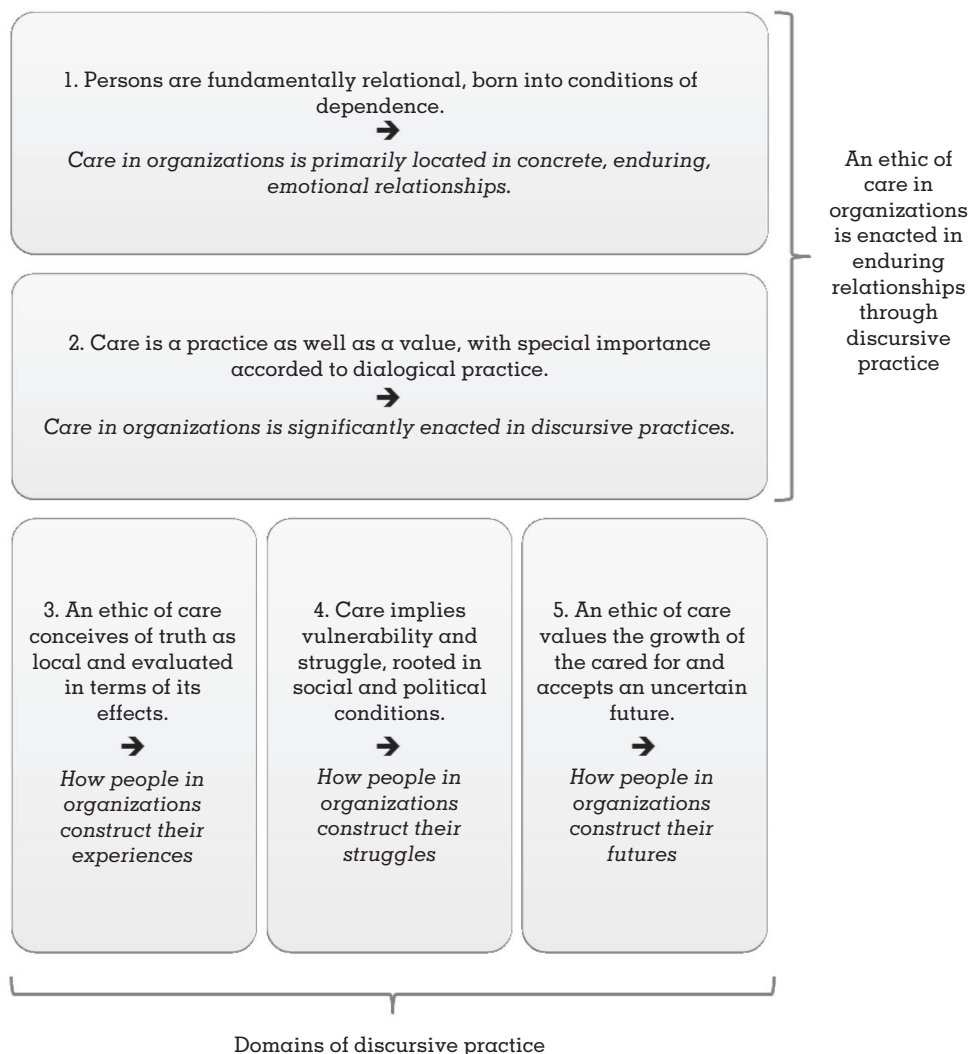 1. Persons are fundamentally relational, born into conditions of
dependence.
➔
Care in organizations is primarily located in concrete, enduring,
emotional relationships.
2. Care is a practice as well as a value, with special importance
accorded to dialogical practice.
➔
Care in organizations is significantly enacted in discursive practices.
An ethic of
care in
organizations
is enacted in
enduring
relationships
through
discursive
practice
3. An ethic of care
conceives of truth as
local and evaluated
in terms of its
effects.
➔
How people in
organizations
construct their
experiences
4. Care implies
vulnerability and
struggle, rooted in
social and political
conditions.
➔
How people in
organizations
construct their
struggles
5. An ethic of care
values the growth of
the cared for and
accepts an uncertain
future.
➔
How people in
organizations
construct their
futures
Domains of discursive practice